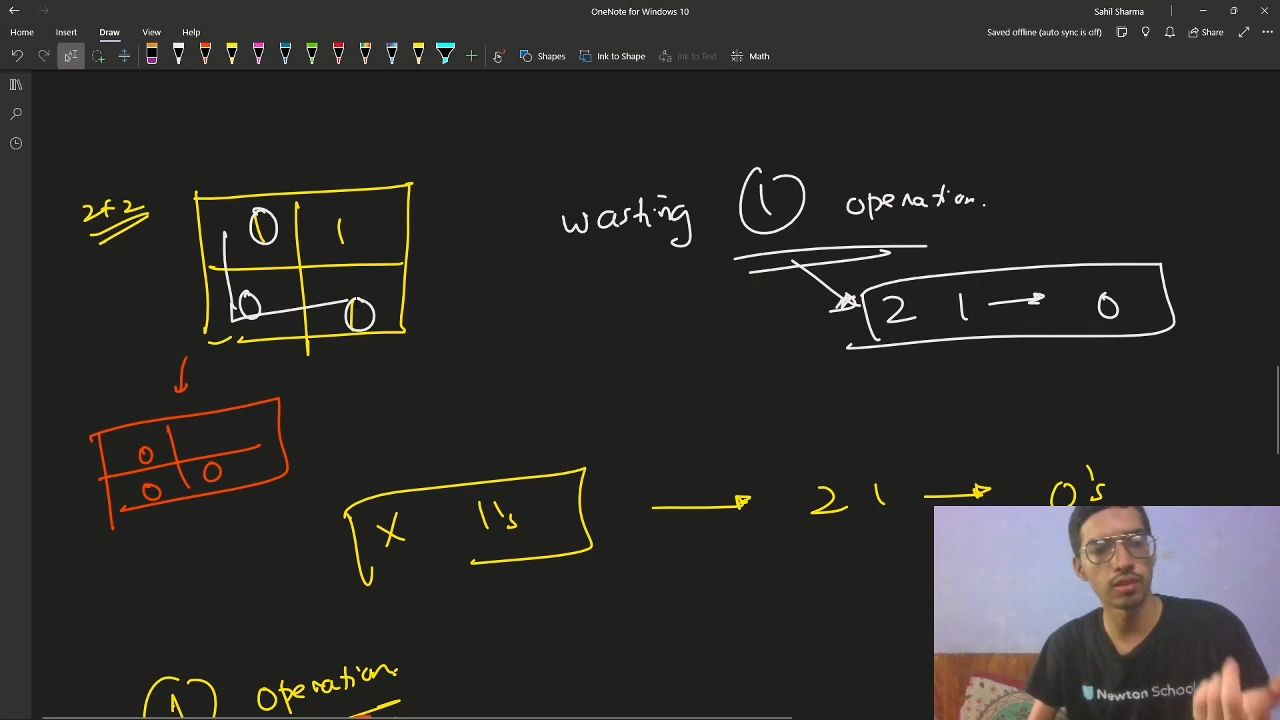 OneNote for Windows 10
Sahil Sharma
Home Insert Draw View Help
Saved offline (auto sync is off)
Share
Shapes
Ink to Shape
Ink to Text
Math
2*2
wasting 1 operation.
1 1
0 0
2 1 → 0
0
0 0
X 1's → 2 1 → 0's
1 operation.
Newton School